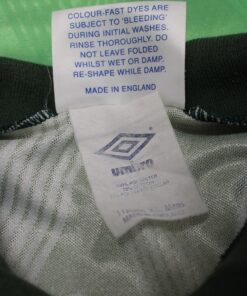 COLOUR-FAST DYES ARE
SUBJECT TO 'BLEEDING'
DURING INITIAL WASHES.
RINSE THOROUGHLY. DO
NOT LEAVE FOLDED
WHILST WET OR DAMP.
RE-SHAPE WHILE DAMP.
MADE IN ENGLAND
umbro